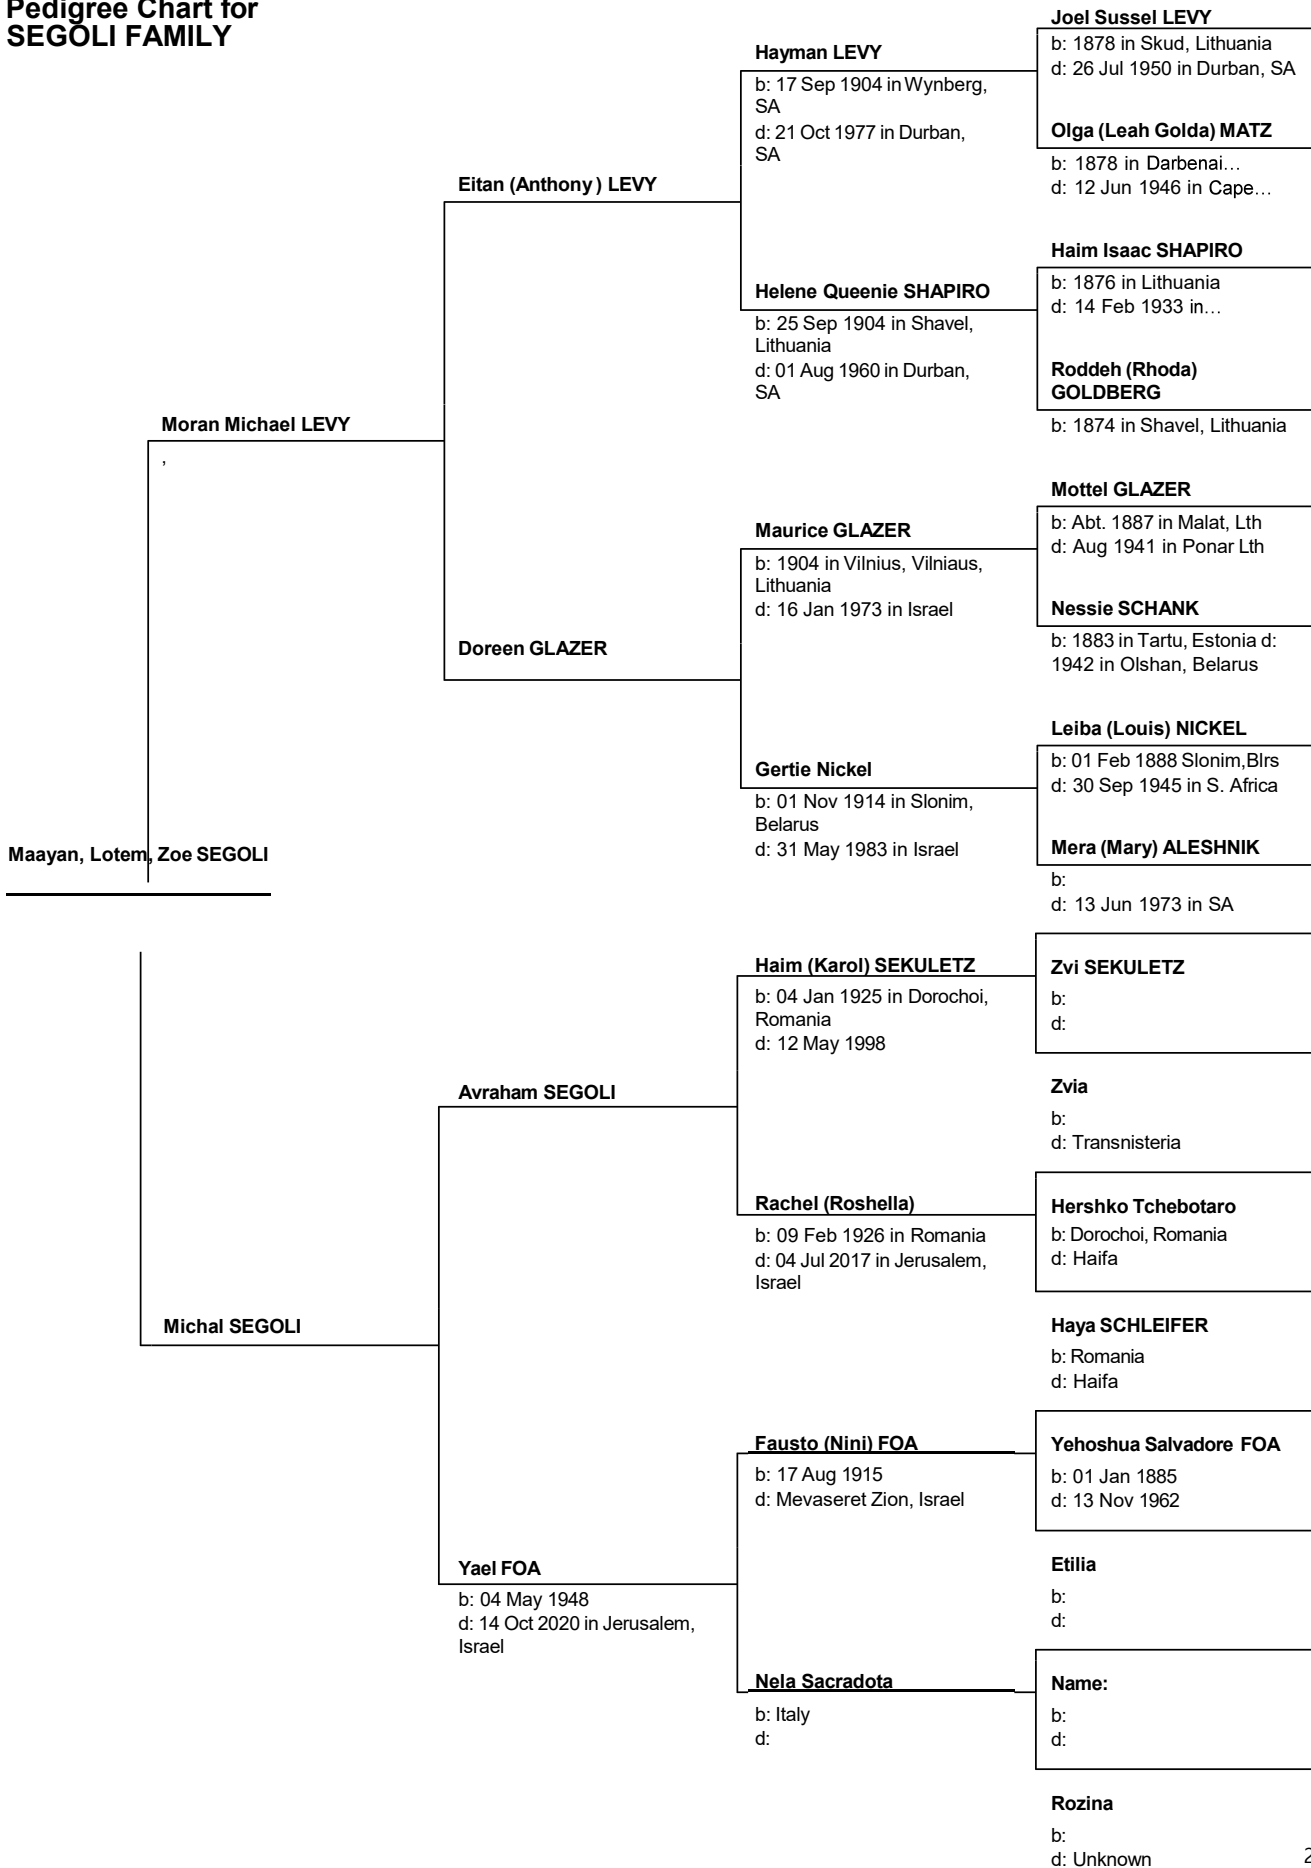 Pedigree Chart for
SEGOLI FAMILY
Joel Sussel LEVY
b: 1878 in Skud, Lithuania
d: 26 Jul 1950 in Durban, SA
Hayman LEVY
b: 17 Sep 1904 in Wynberg,
SA
d: 21 Oct 1977 in Durban,
SA
Olga (Leah Golda) MATZ
b: 1878 in Darbenai…
d: 12 Jun 1946 in Cape…
Eitan (Anthony ) LEVY
Haim Isaac SHAPIRO
b: 1876 in Lithuania
d: 14 Feb 1933 in…
Helene Queenie SHAPIRO
b: 25 Sep 1904 in Shavel,
Lithuania
d: 01 Aug 1960 in Durban,
SA
Roddeh (Rhoda)
GOLDBERG
b: 1874 in Shavel, Lithuania
Moran Michael LEVY
,
Mottel GLAZER
b: Abt. 1887 in Malat, Lth
d: Aug 1941 in Ponar Lth
Maurice GLAZER
b: 1904 in Vilnius, Vilniaus,
Lithuania
d: 16 Jan 1973 in Israel
Nessie SCHANK
b: 1883 in Tartu, Estonia d:
1942 in Olshan, Belarus
Doreen GLAZER
Leiba (Louis) NICKEL
b: 01 Feb 1888 Slonim,Blrs
d: 30 Sep 1945 in S. Africa
Gertie Nickel
b: 01 Nov 1914 in Slonim,
Belarus
d: 31 May 1983 in Israel
Mera (Mary) ALESHNIK
b:
d: 13 Jun 1973 in SA
Maayan, Lotem, Zoe SEGOLI
Haim (Karol) SEKULETZ
b: 04 Jan 1925 in Dorochoi,
Romania
d: 12 May 1998
Zvi SEKULETZ
b:
d:
Avraham SEGOLI
Zvia
b:
d: Transnisteria
Rachel (Roshella)
b: 09 Feb 1926 in Romania
d: 04 Jul 2017 in Jerusalem,
Israel
Hershko Tchebotaro
b: Dorochoi, Romania
d: Haifa
Michal SEGOLI
Haya SCHLEIFER
b: Romania
d: Haifa
Fausto (Nini) FOA
b: 17 Aug 1915
d: Mevaseret Zion, Israel
Yehoshua Salvadore FOA
b: 01 Jan 1885
d: 13 Nov 1962
Yael FOA
b: 04 May 1948
d: 14 Oct 2020 in Jerusalem,
Israel
Etilia
b:
d:
Nela Sacradota
b: Italy
d:
Name:
b:
d:
Rozina
b:
d: Unknown